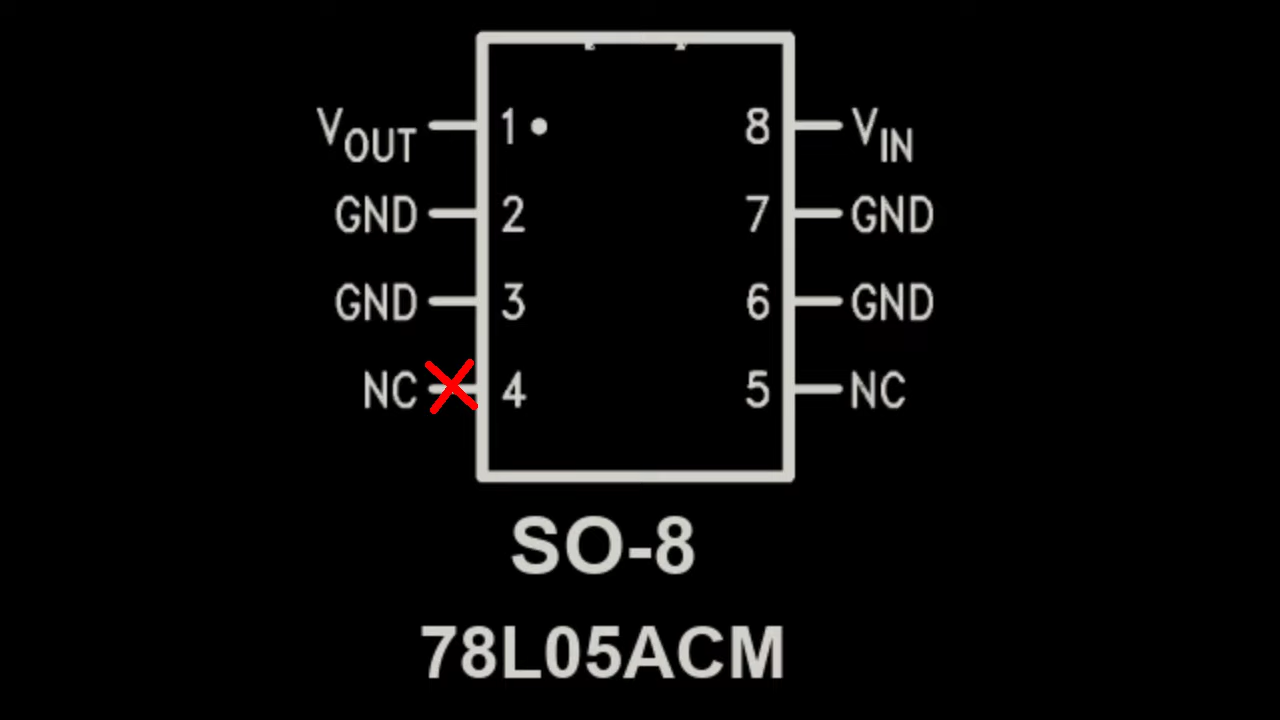 VOUT 1 8 VIN
GND 2 7 GND
GND 3 6 GND
NC 4 5 NC
SO-8
78L05ACM